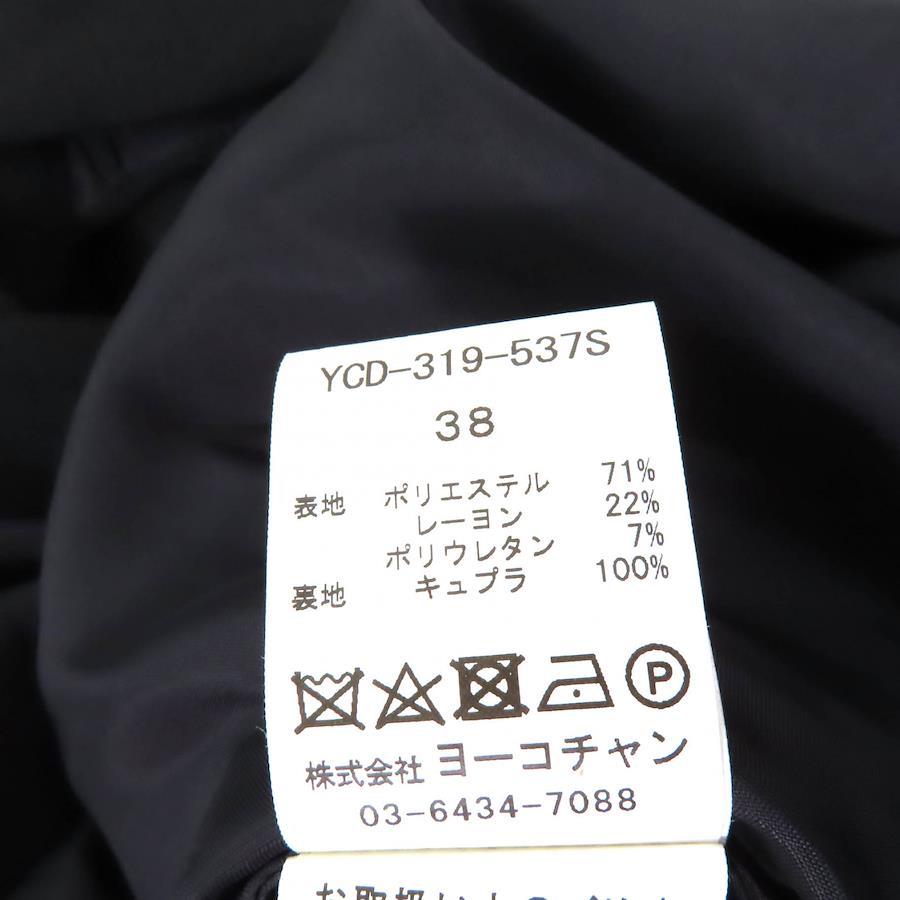 YCD-319-537S
38
表地 ポリエステル 71%
レーヨン 22%
ポリウレタン 7%
裏地 キュプラ 100%
P
株式会社 ヨーコチャン
03-6434-7088